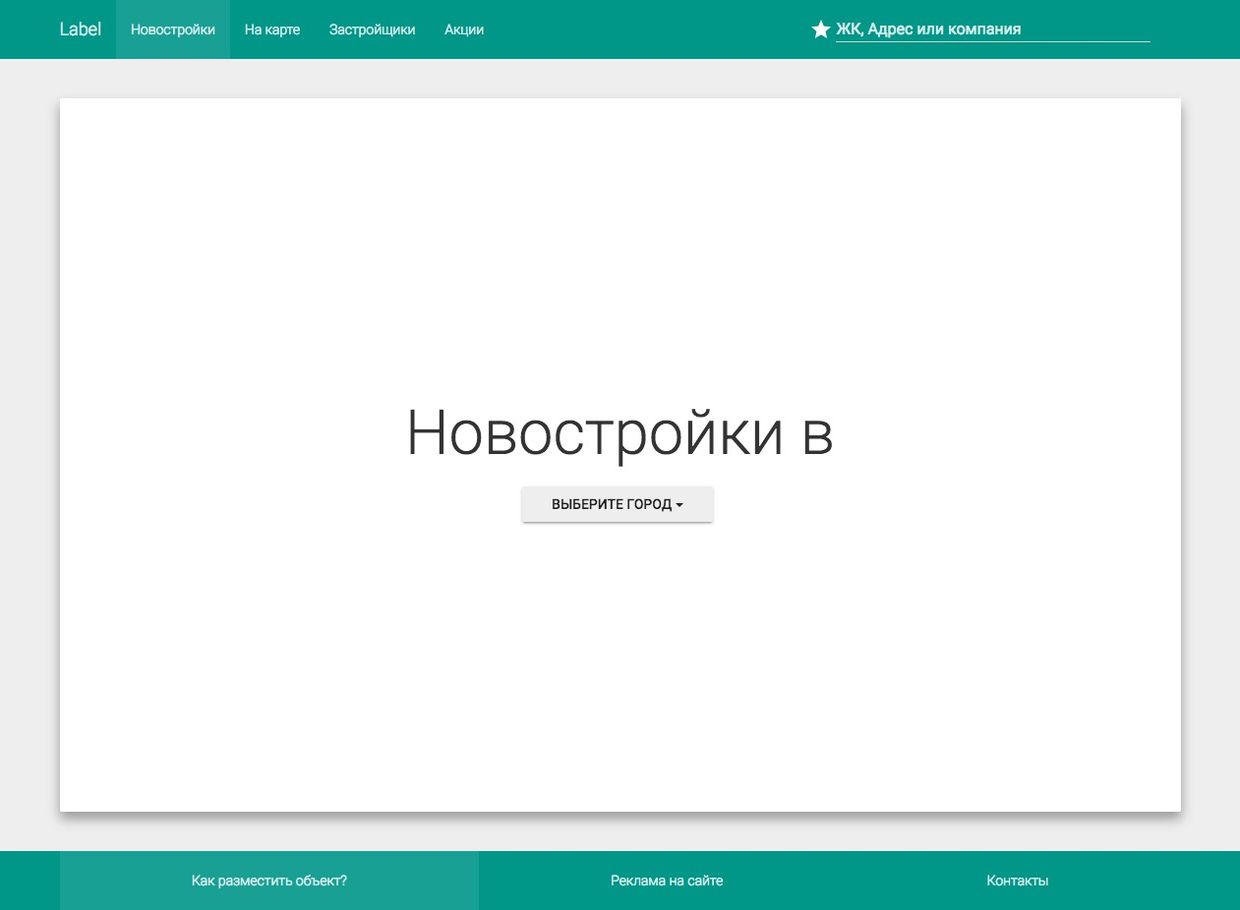 Label Новостройки На карте Застройщики Акции ЖК, Адрес или компания
Новостройки в
ВЫБЕРИТЕ ГОРОД
Как разместить объект? Реклама на сайте Контакты